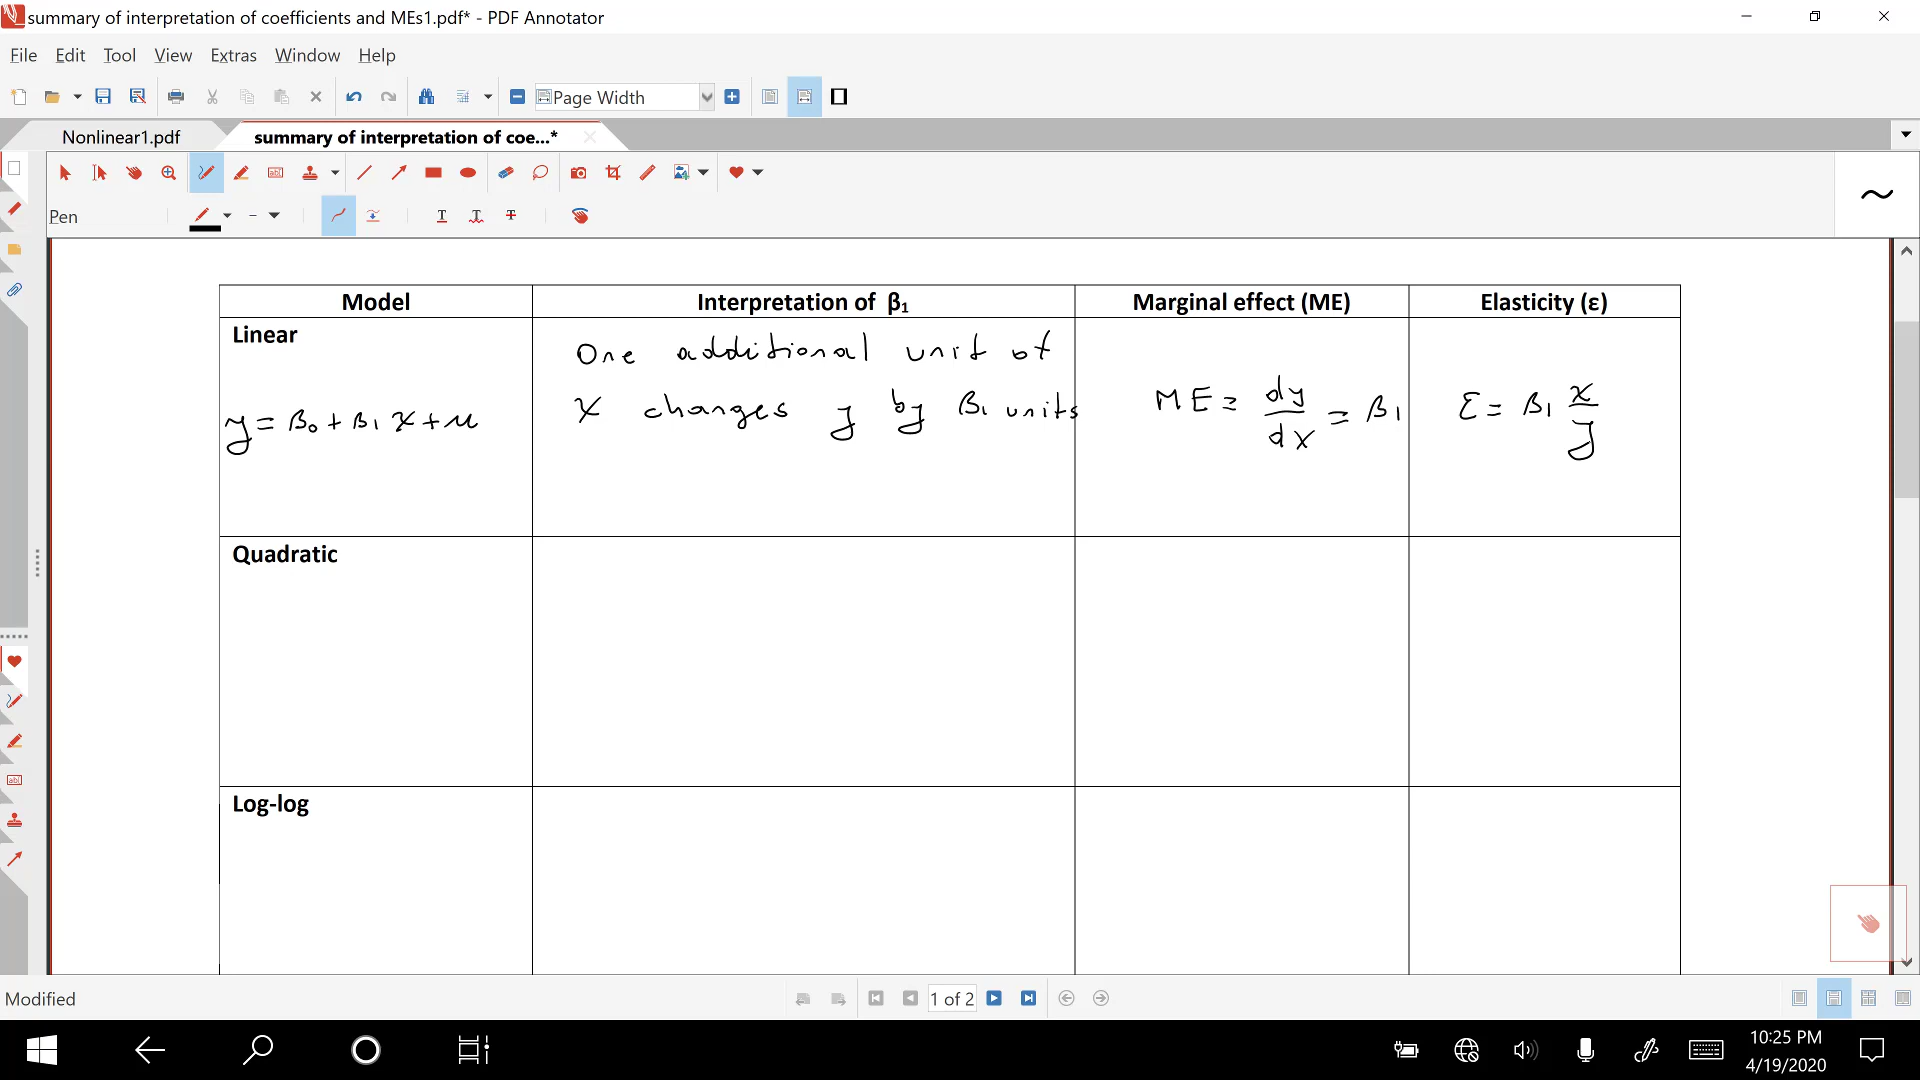 summary of interpretation of coefficients and MEs1.pdf* - PDF Annotator
File Edit Tool View Extras Window Help
Page Width
Nonlinear1.pdf
summary of interpretation of coe...*
Pen
Model
Interpretation of β₁
Marginal effect (ME)
Elasticity (ε)
Linear
y = β₀ + β₁ x + u
One additional unit of
x changes y by β₁ units
ME = dy/dx = β₁
ε = β₁ x/y
Quadratic
Log-log
Modified
1 of 2
10:25 PM
4/19/2020